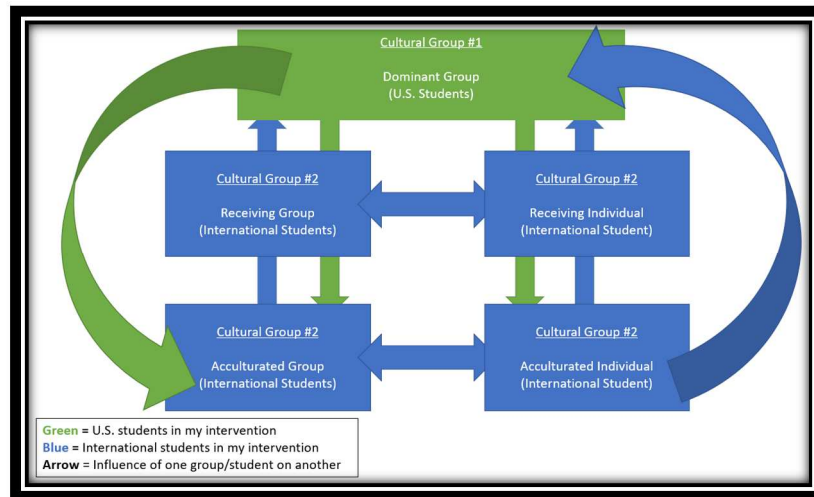 Cultural Group #1
Dominant Group
(U.S. Students)
Cultural Group #2
Receiving Group
(International Students)
Cultural Group #2
Receiving Individual
(International Student)
Cultural Group #2
Acculturated Group
(International Students)
Cultural Group #2
Acculturated Individual
(International Student)
Green = U.S. students in my intervention
Blue = International students in my intervention
Arrow = Influence of one group/student on another